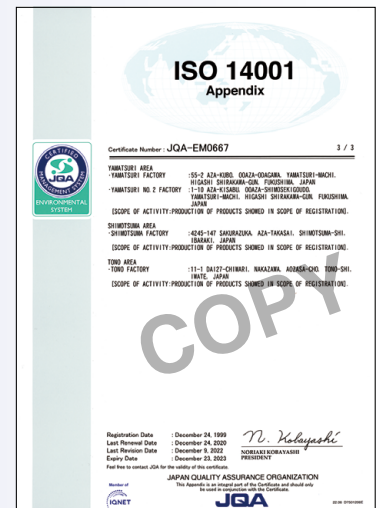 ISO 14001
Appendix
Certificate Number : JQA-EM0667 3 / 3
YAMATSURI AREA
·YAMATSURI FACTORY :55-2 AZA-KUBO, OOAZA-ODAGAWA, YAMATSURI-MACHI,
HIGASHI SHIRAKAWA-GUN, FUKUSHIMA, JAPAN
·YAMATSURI NO.2 FACTORY :1-10 AZA-KISABU, OOAZA-SHIMOSEKIGOUDO,
YAMATSURI-MACHI, HIGASHI SHIRAKAWA-GUN, FUKUSHIMA,
JAPAN
[SCOPE OF ACTIVITY:PRODUCTION OF PRODUCTS SHOWED IN SCOPE OF REGISTRATION].
SHIMOTSUMA AREA
·SHIMOTSUMA FACTORY :4245-147 SAKURAZUKA, AZA-TAKASAI, SHIMOTSUMA-SHI,
IBARAKI, JAPAN
[SCOPE OF ACTIVITY:PRODUCTION OF PRODUCTS SHOWED IN SCOPE OF REGISTRATION].
TONO AREA
·TONO FACTORY :11-1 DAI27-CHIWARI, NAKAZAWA, AOZASA-CHO, TONO-SHI,
IWATE, JAPAN
[SCOPE OF ACTIVITY:PRODUCTION OF PRODUCTS SHOWED IN SCOPE OF REGISTRATION].
COPY
CERTIFIED
MANAGEMENT SYSTEM
JQA
ENVIRONMENTAL
SYSTEM
Registration Date : December 24, 1999
Last Renewal Date : December 24, 2020
Last Revision Date : December 9, 2022
Expiry Date : December 23, 2023
N. Kobayashi
NORIAKI KOBAYASHI
PRESIDENT
Feel free to contact JQA for the validity of this certificate.
JAPAN QUALITY ASSURANCE ORGANIZATION
This Appendix is an integral part of the Certificate and should only
be used in conjunction with the Certificate.
Member of
IQNET
JQA